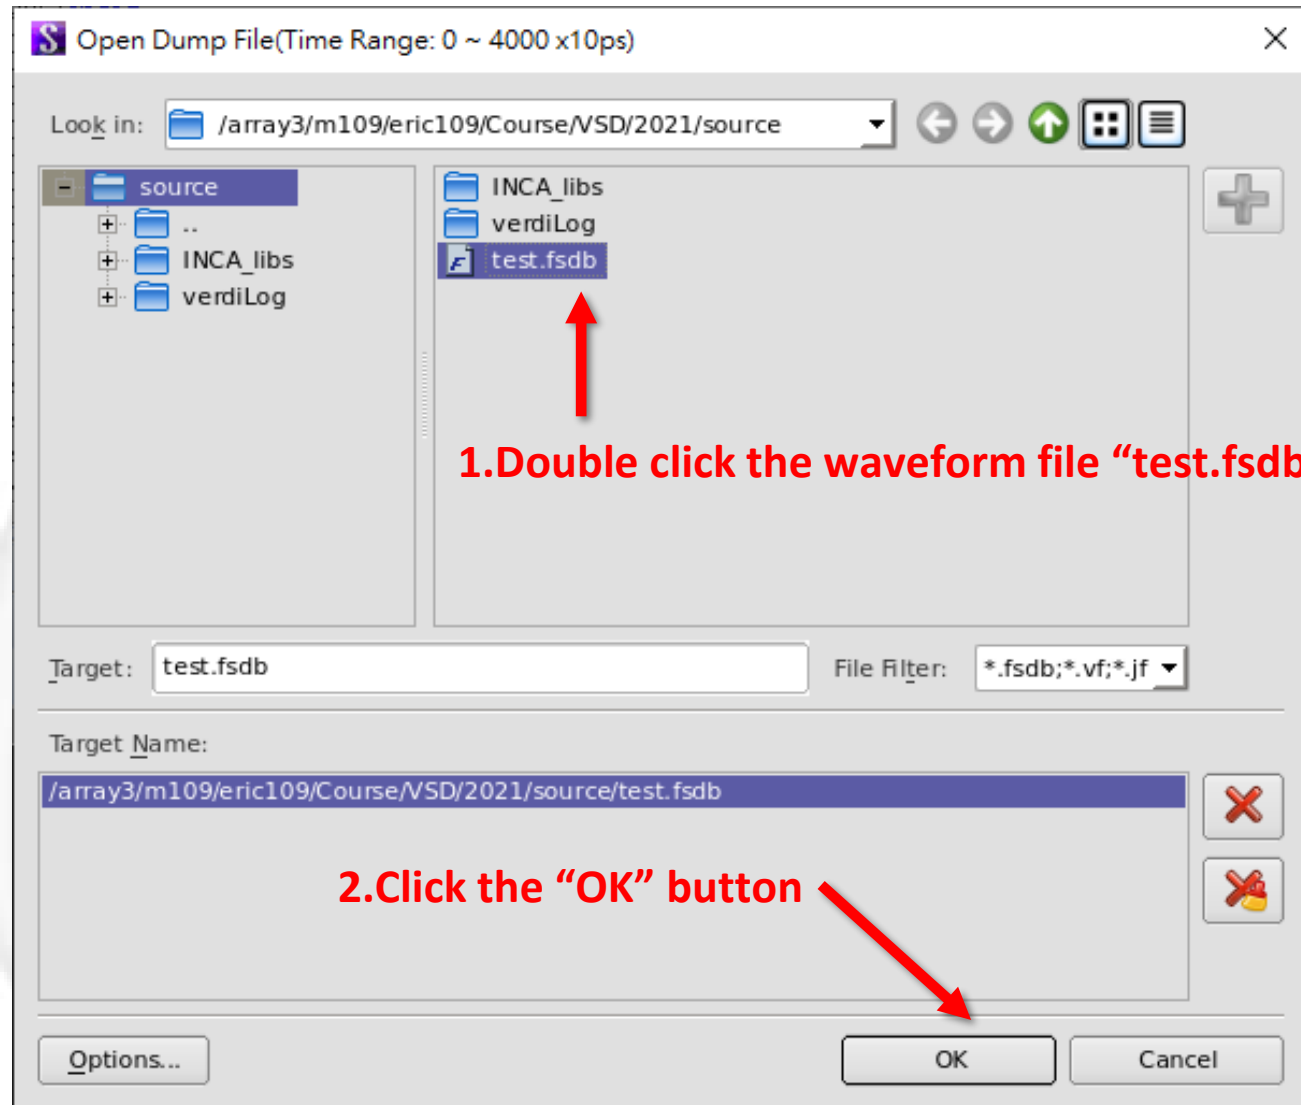 Open Dump File(Time Range: 0 ~ 4000 x10ps)
Look in: /array3/m109/eric109/Course/VSD/2021/source
source
..
INCA_libs
verdiLog
INCA_libs
verdiLog
test.fsdb
1.Double click the waveform file “test.fsdb
Target: test.fsdb File Filter: *.fsdb;*.vf;*.jf
Target Name:
/array3/m109/eric109/Course/VSD/2021/source/test.fsdb
2.Click the “OK” button
Options... OK Cancel